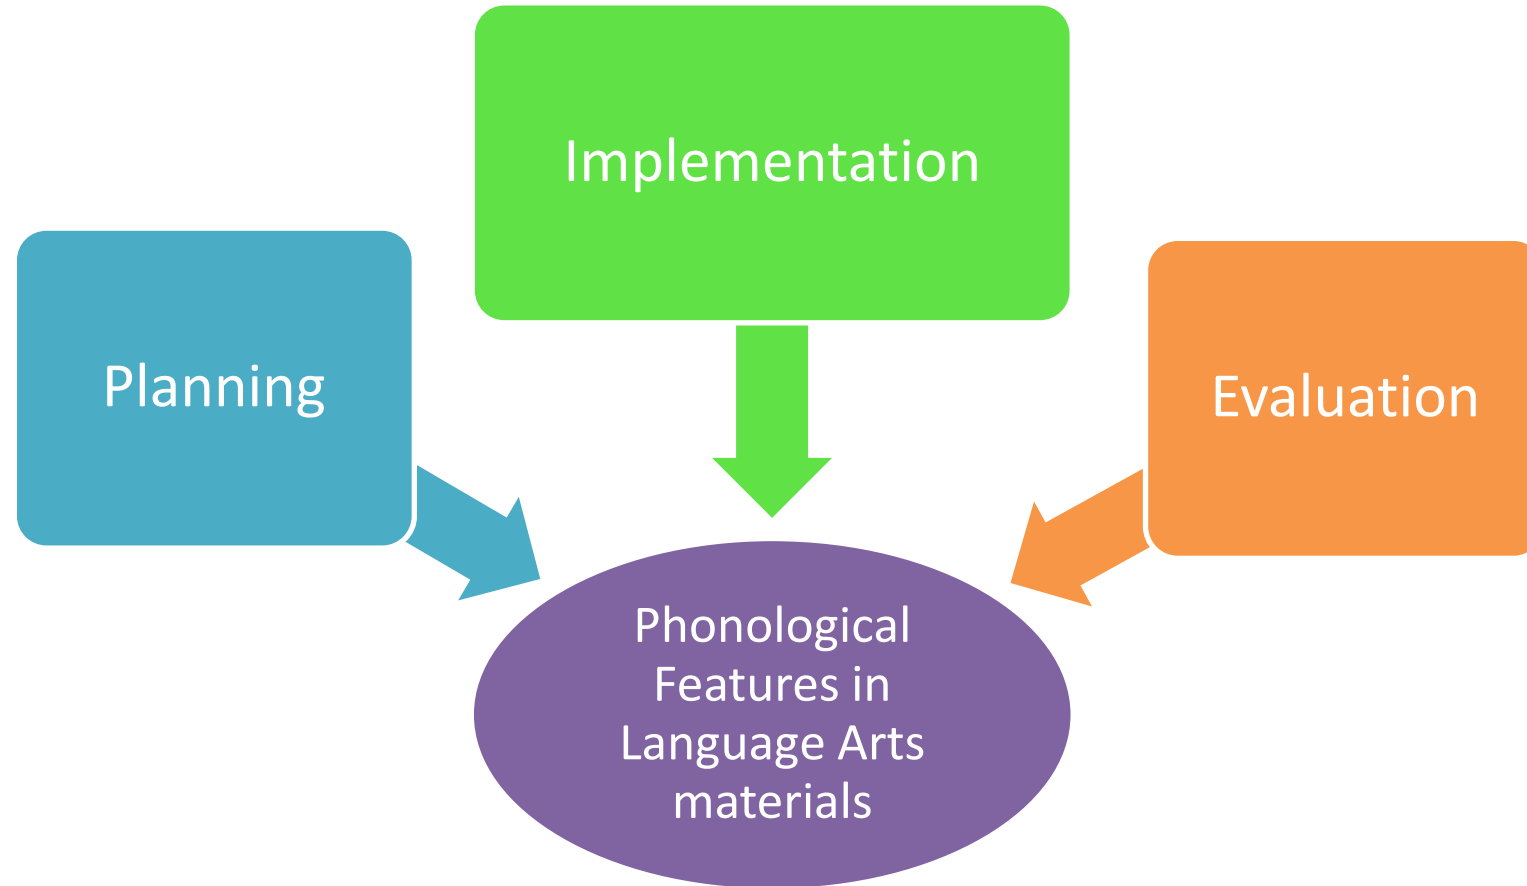 Implementation
Planning
Evaluation
Phonological
Features in
Language Arts
materials